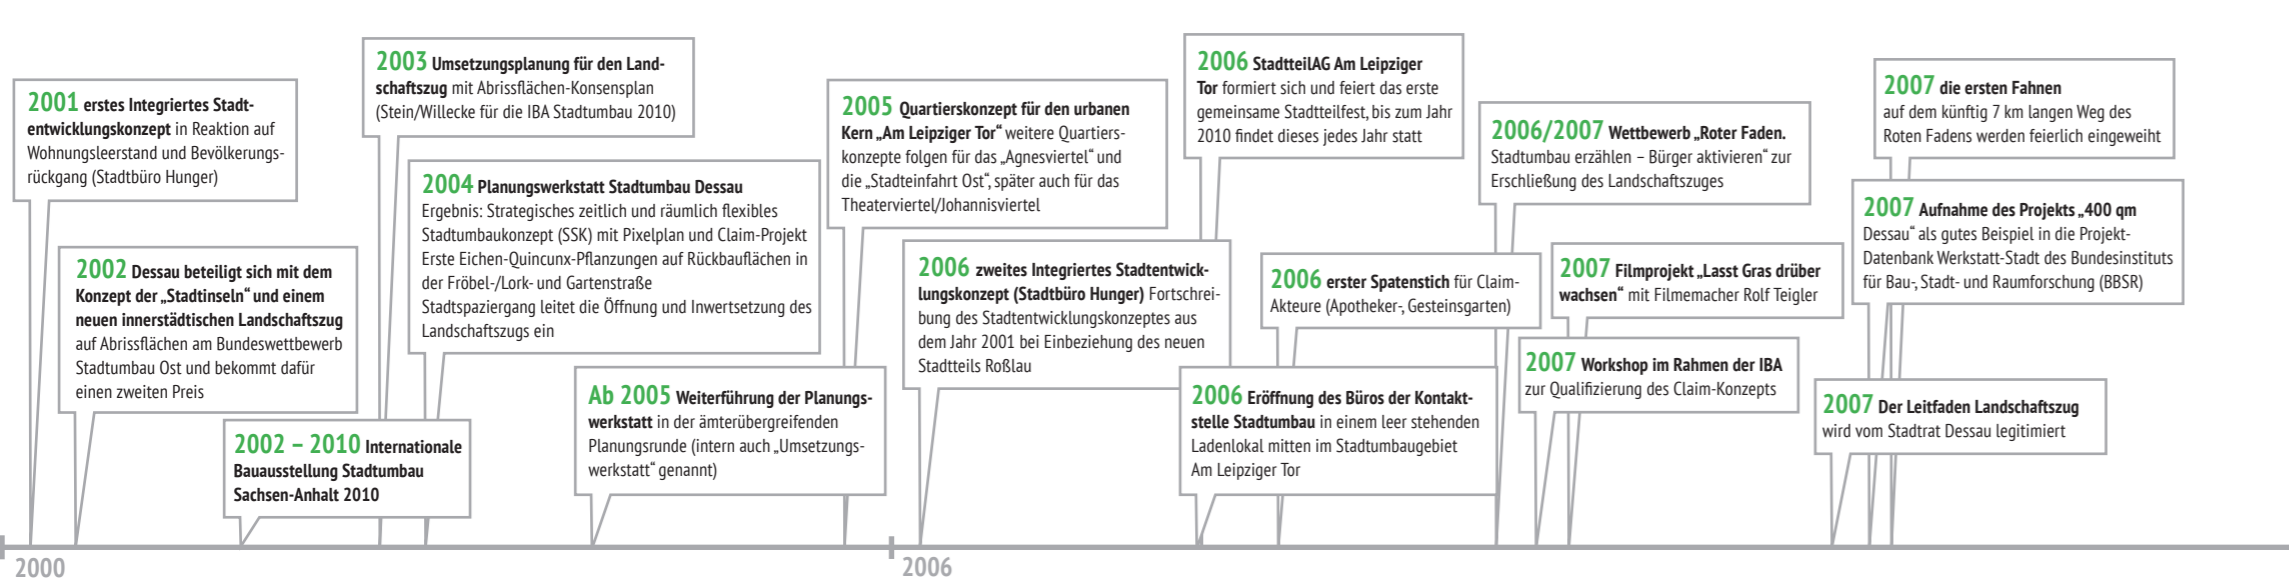 2001 erstes Integriertes Stadt-
entwicklungskonzept in Reaktion auf
Wohnungsleerstand und Bevölkerungs-
rückgang (Stadtbüro Hunger)
2002 Dessau beteiligt sich mit dem
Konzept der „Stadtinseln“ und einem
neuen innerstädtischen Landschaftszug
auf Abrissflächen am Bundeswettbewerb
Stadtumbau Ost und bekommt dafür
einen zweiten Preis
2002 – 2010 Internationale
Bauausstellung Stadtumbau
Sachsen-Anhalt 2010
2003 Umsetzungsplanung für den Land-
schaftszug mit Abrissflächen-Konsensplan
(Stein/Willecke für die IBA Stadtumbau 2010)
2004 Planungswerkstatt Stadtumbau Dessau
Ergebnis: Strategisches zeitlich und räumlich flexibles
Stadtumbaukonzept (SSK) mit Pixelplan und Claim-Projekt
Erste Eichen-Quincunx-Pflanzungen auf Rückbauflächen in
der Fröbel-/Lork- und Gartenstraße
Stadtspaziergang leitet die Öffnung und Inwertsetzung des
Landschaftszugs ein
Ab 2005 Weiterführung der Planungs-
werkstatt in der ämterübergreifenden
Planungsrunde (intern auch „Umsetzungs-
werkstatt“ genannt)
2005 Quartierskonzept für den urbanen
Kern „Am Leipziger Tor“ weitere Quartiers-
konzepte folgen für das „Agnesviertel“ und
die „Stadteinfahrt Ost“, später auch für das
Theaterviertel/Johannisviertel
2006 zweites Integriertes Stadtentwick-
lungskonzept (Stadtbüro Hunger) Fortschrei-
bung des Stadtentwicklungskonzeptes aus
dem Jahr 2001 bei Einbeziehung des neuen
Stadtteils Roßlau
2006 StadtteilAG Am Leipziger
Tor formiert sich und feiert das erste
gemeinsame Stadtteilfest, bis zum Jahr
2010 findet dieses jedes Jahr statt
2006 erster Spatenstich für Claim-
Akteure (Apotheker-, Gesteinsgarten)
2006 Eröffnung des Büros der Kontakt-
stelle Stadtumbau in einem leer stehenden
Ladenlokal mitten im Stadtumbaugebiet
Am Leipziger Tor
2006/2007 Wettbewerb „Roter Faden.
Stadtumbau erzählen – Bürger aktivieren“ zur
Erschließung des Landschaftszuges
2007 Filmprojekt „Lasst Gras drüber
wachsen“ mit Filmemacher Rolf Teigler
2007 Workshop im Rahmen der IBA
zur Qualifizierung des Claim-Konzepts
2007 die ersten Fahnen
auf dem künftig 7 km langen Weg des
Roten Fadens werden feierlich eingeweiht
2007 Aufnahme des Projekts „400 qm
Dessau“ als gutes Beispiel in die Projekt-
Datenbank Werkstatt-Stadt des Bundesinstituts
für Bau-, Stadt- und Raumforschung (BBSR)
2007 Der Leitfaden Landschaftszug
wird vom Stadtrat Dessau legitimiert
2000
2006